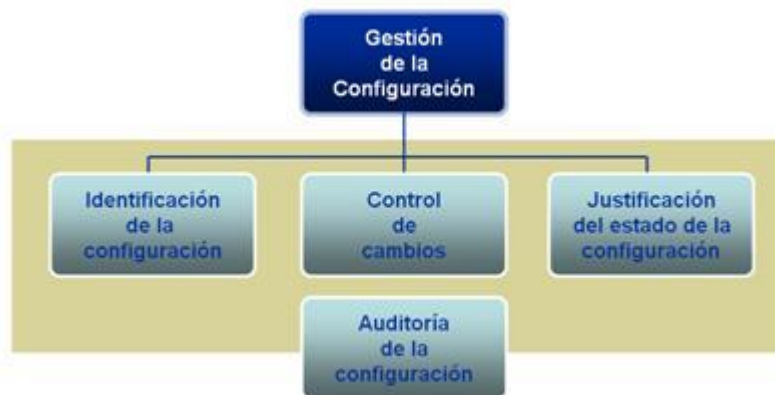 Gestión
de la
Configuración
Identificación
de la
configuración
Control
de
cambios
Justificación
del estado de la
configuración
Auditoría
de la
configuración